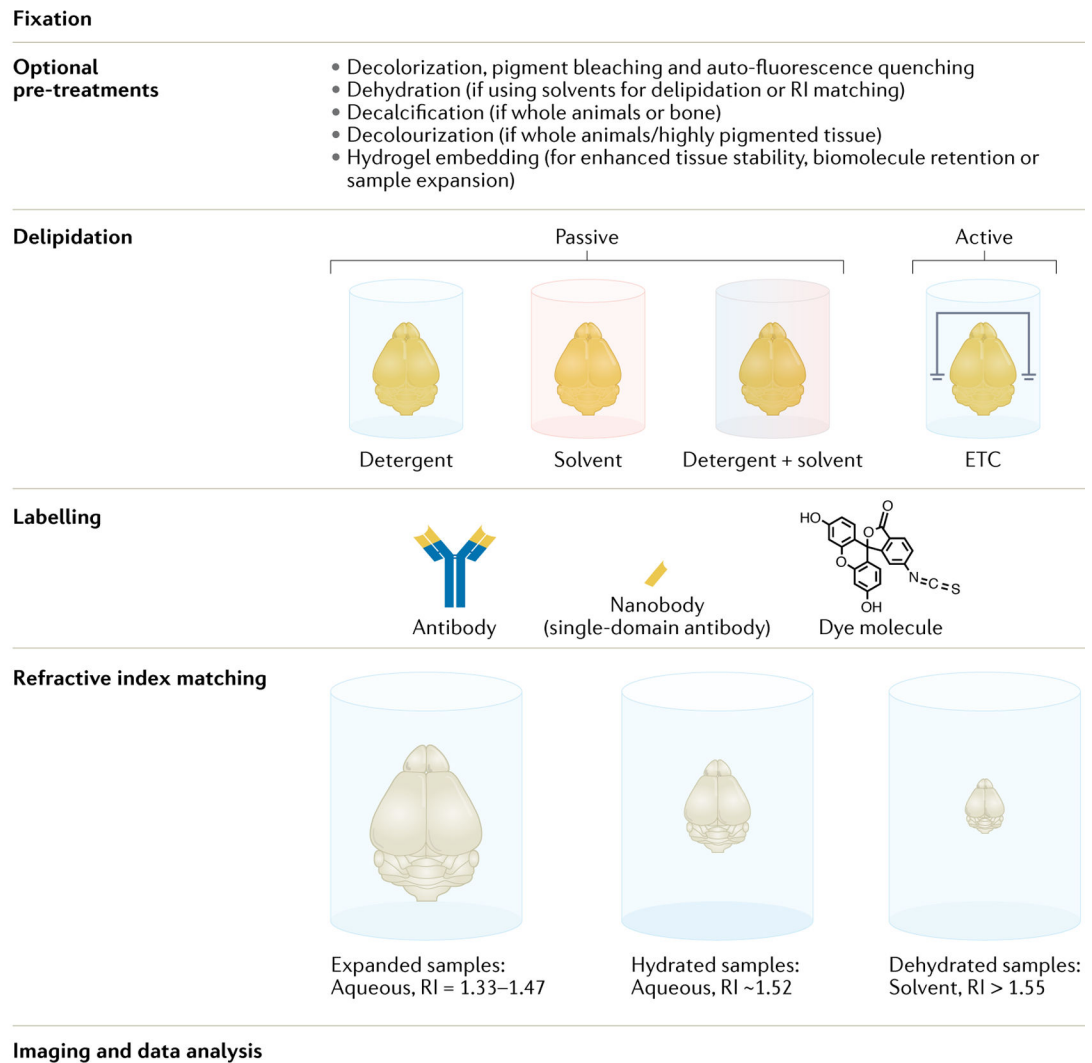 Fixation
Optional
pre-treatments
• Decolorization, pigment bleaching and auto-fluorescence quenching
• Dehydration (if using solvents for delipidation or RI matching)
• Decalcification (if whole animals or bone)
• Decolourization (if whole animals/highly pigmented tissue)
• Hydrogel embedding (for enhanced tissue stability, biomolecule retention or
sample expansion)
Delipidation
Passive
Active
Detergent
Solvent
Detergent + solvent
ETC
Labelling
HO
O
O
O
N=C=S
OH
Antibody
Nanobody
(single-domain antibody)
Dye molecule
Refractive index matching
Expanded samples:
Aqueous, RI = 1.33–1.47
Hydrated samples:
Aqueous, RI ~1.52
Dehydrated samples:
Solvent, RI > 1.55
Imaging and data analysis